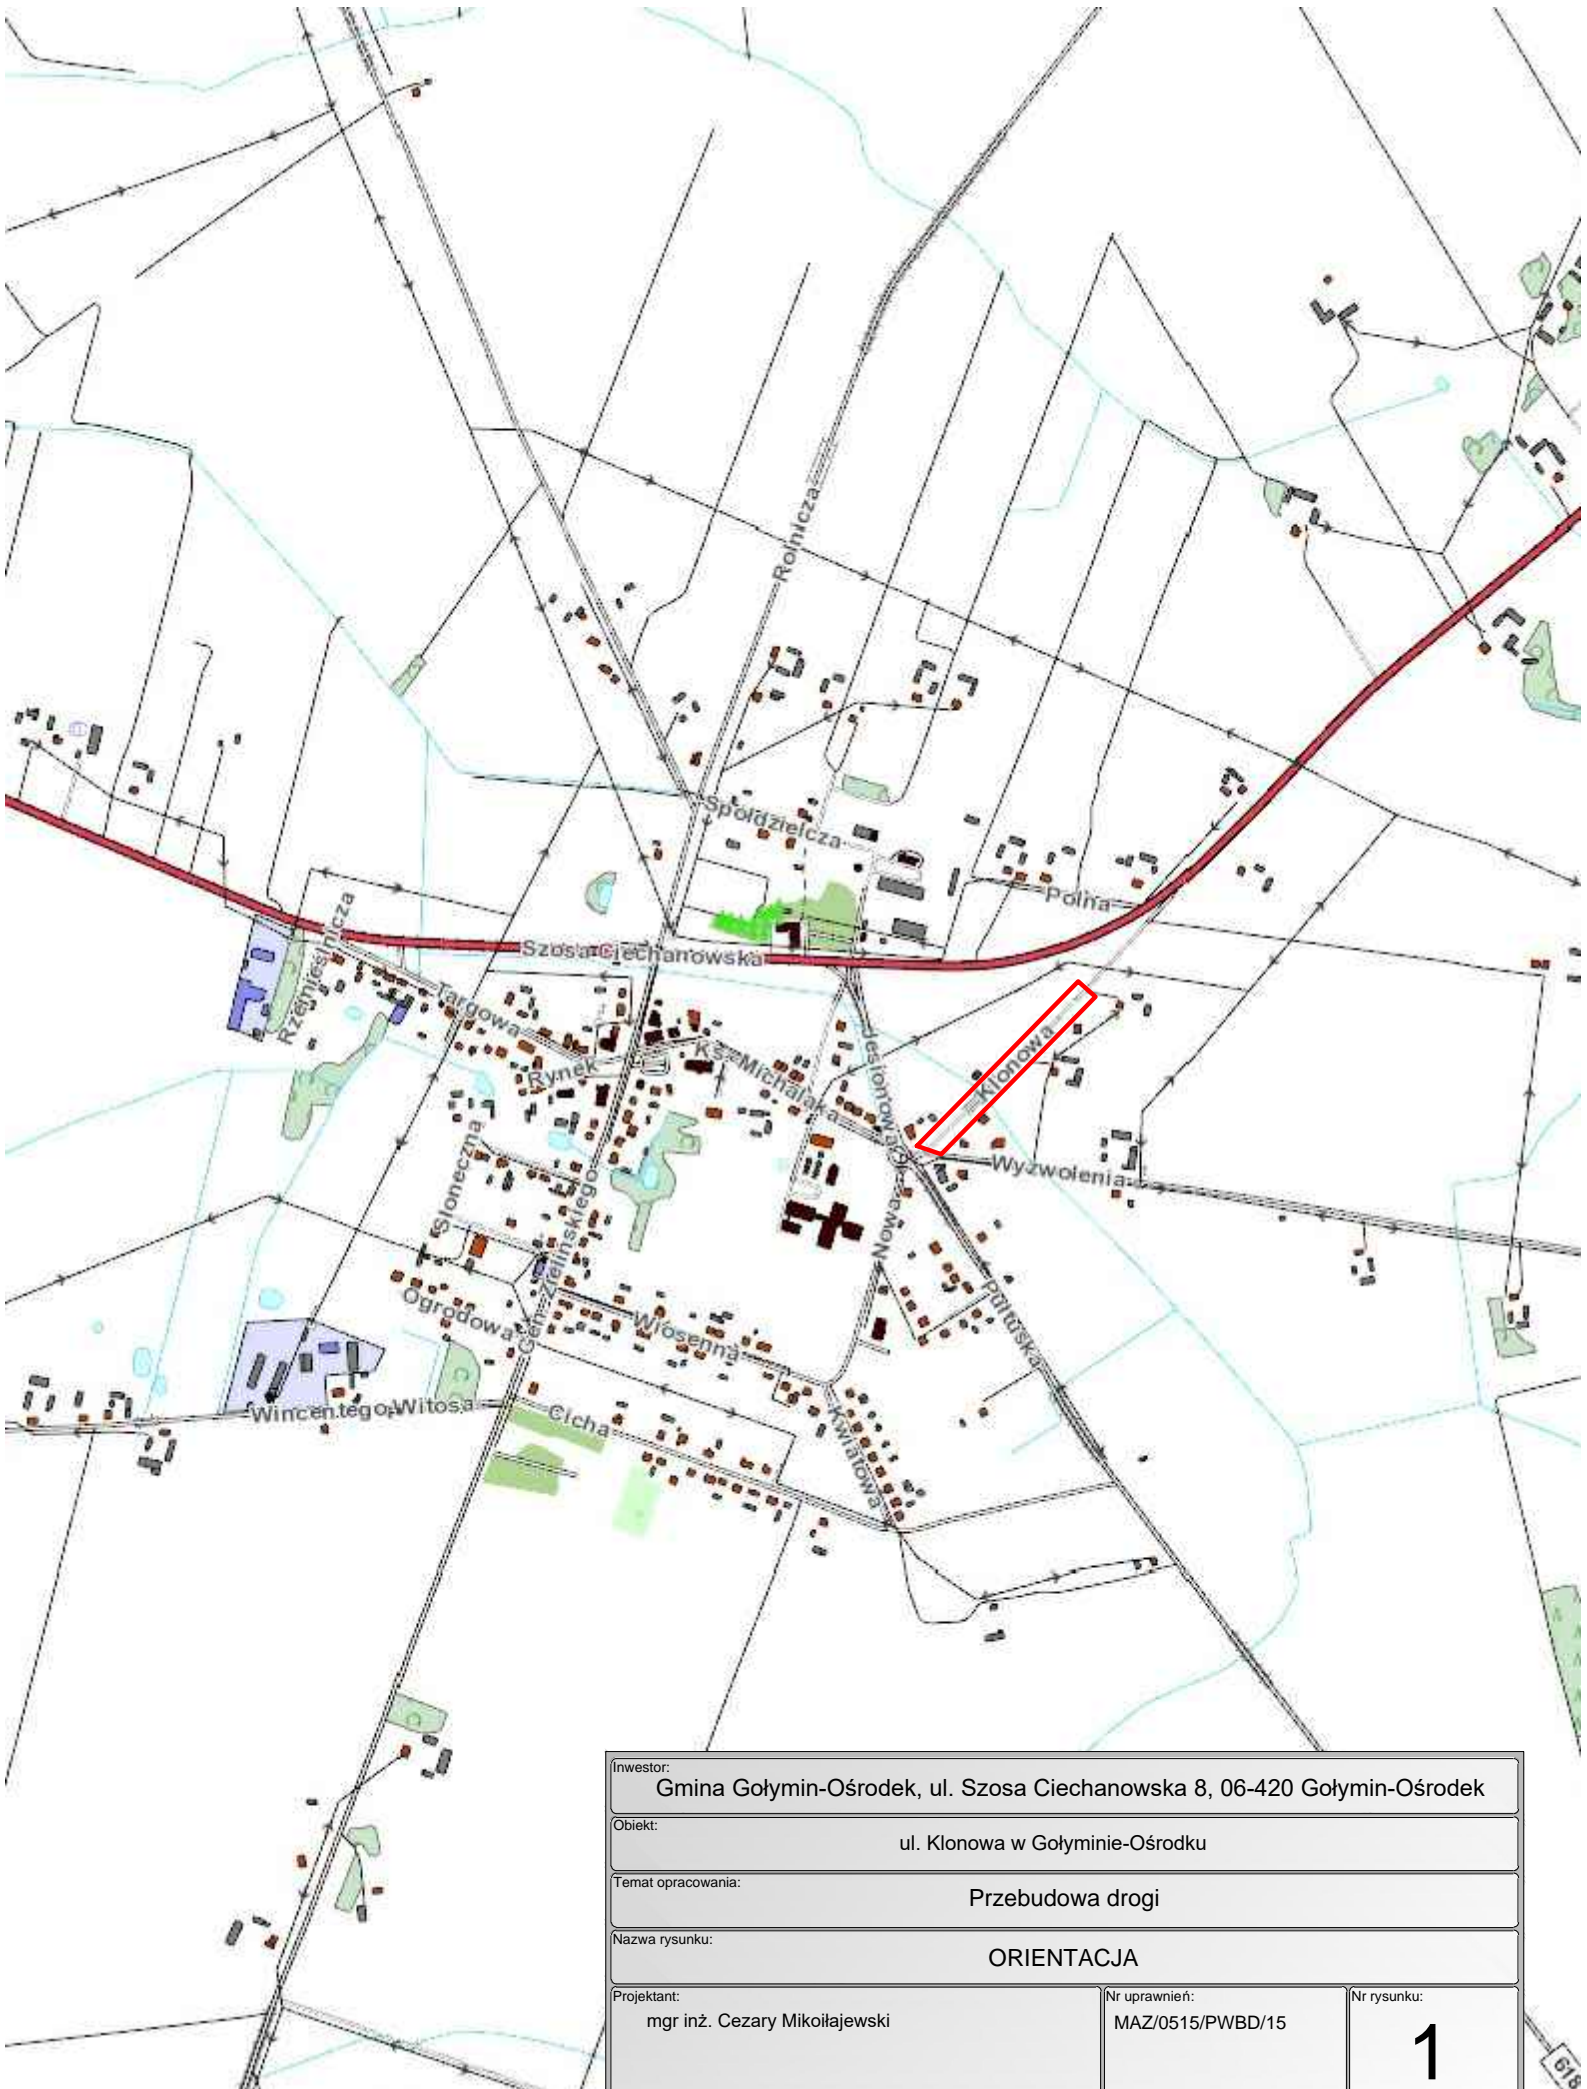 Rolnicza
Spółdzielcza
Polna
Szosa Ciechanowska
Rzemieślnicza
Targowa
Rynek
Ks. Michalaka
Jesionowa
Klonowa
Wyzwolenia
Słoneczna
Gen. Zielińskiego
Nowa
Pułtuska
Ogrodowa
Wiosenna
Wincentego Witosa
Cicha
Kwiatowa
618
Inwestor:
Gmina Gołymin-Ośrodek, ul. Szosa Ciechanowska 8, 06-420 Gołymin-Ośrodek
Obiekt:
ul. Klonowa w Gołyminie-Ośrodku
Temat opracowania:
Przebudowa drogi
Nazwa rysunku:
ORIENTACJA
Projektant:
mgr inż. Cezary Mikoiłajewski
Nr uprawnień:
MAZ/0515/PWBD/15
Nr rysunku:
1